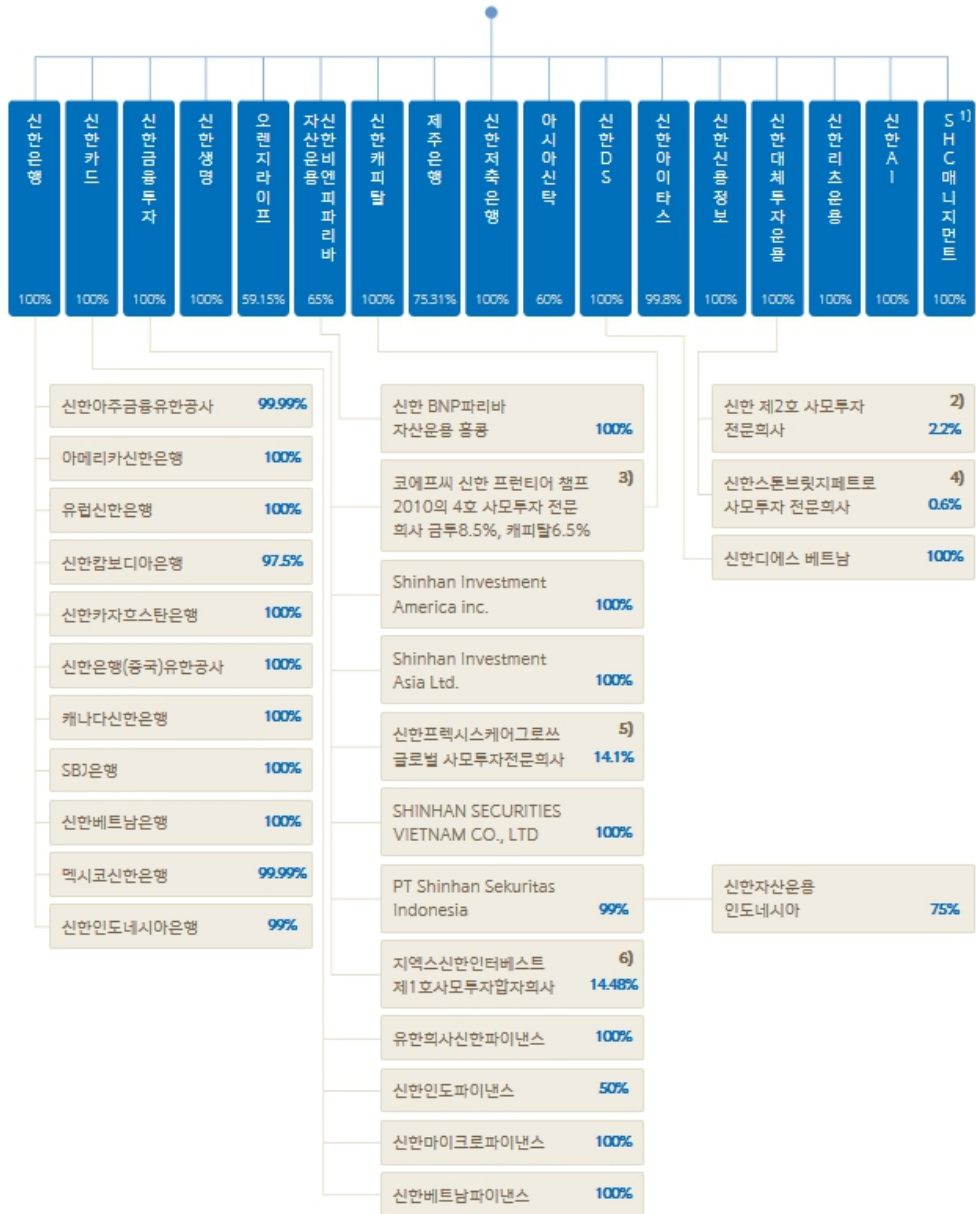 신한은행
100%
신한카드
100%
신한금융투자
100%
신한생명
100%
오렌지라이프
59.15%
신한비엔피파리바
자산운용
65%
신한캐피탈
100%
제주은행
75.31%
신한저축은행
100%
아시아신탁
60%
신한DS
100%
신한아이타스
99.8%
신한신용정보
100%
신한대체투자운용
100%
신한리츠운용
100%
신한AI
100%
SHC매니지먼트 1)
100%
신한아주금융유한공사 99.99%
아메리카신한은행 100%
유럽신한은행 100%
신한캄보디아은행 97.5%
신한카자흐스탄은행 100%
신한은행(중국)유한공사 100%
캐나다신한은행 100%
SBJ은행 100%
신한베트남은행 100%
멕시코신한은행 99.99%
신한인도네시아은행 99%
신한 BNP파리바
자산운용 홍콩 100%
코에프씨 신한 프런티어 챔프 3)
2010의 4호 사모투자 전문
회사 금투8.5%, 캐피탈6.5%
Shinhan Investment
America inc. 100%
Shinhan Investment
Asia Ltd. 100%
신한프렉시스케어그로쓰 5)
글로벌 사모투자전문회사 14.1%
SHINHAN SECURITIES
VIETNAM CO., LTD 100%
PT Shinhan Sekuritas
Indonesia 99%
지엑스신한인터베스트 6)
제1호사모투자합자회사 14.48%
유한회사신한파이낸스 100%
신한인도파이낸스 50%
신한마이크로파이낸스 100%
신한베트남파이낸스 100%
신한 제2호 사모투자 2)
전문회사 2.2%
신한스톤브릿지페트로 4)
사모투자 전문회사 0.6%
신한디에스 베트남 100%
신한자산운용
인도네시아 75%